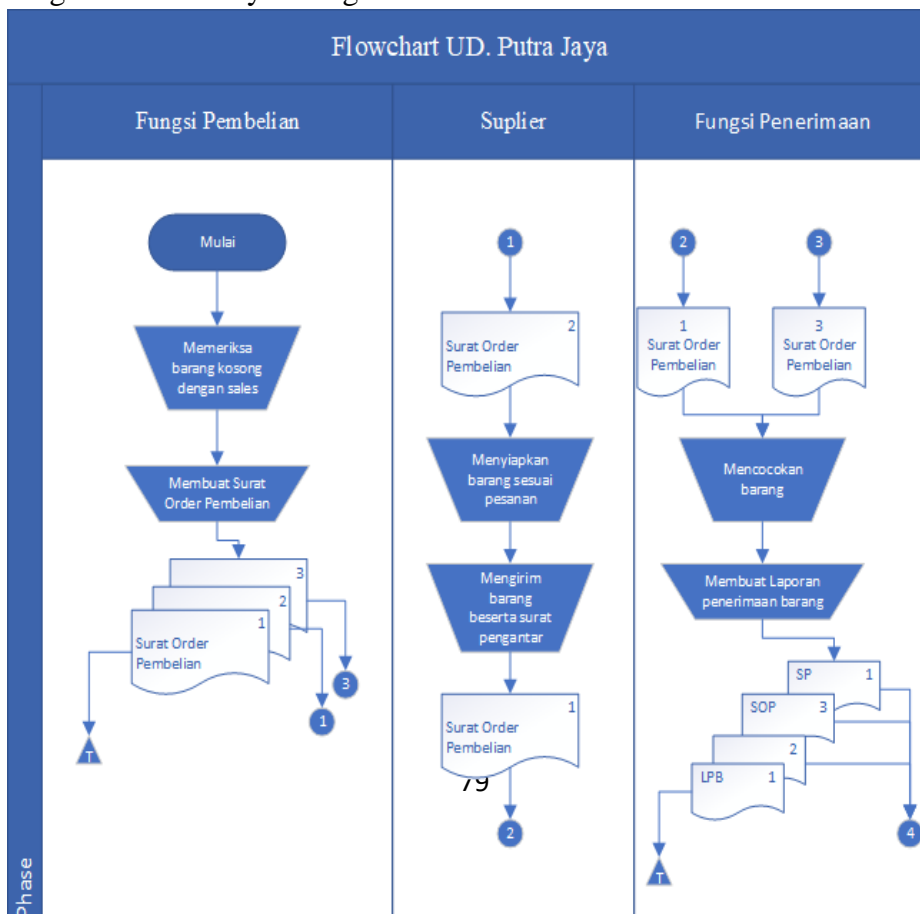 Flowchart UD. Putra Jaya
Fungsi Pembelian
Suplier
Fungsi Penerimaan
Phase
Mulai
Memeriksa
barang kosong
dengan sales
Membuat Surat
Order Pembelian
3
2
1
Surat Order
Pembelian
3
1
T
1
2
Surat Order
Pembelian
Menyiapkan
barang sesuai
pesanan
Mengirim
barang
beserta surat
pengantar
1
Surat Order
Pembelian
79
2
2
3
1
Surat Order
Pembelian
3
Surat Order
Pembelian
Mencocokan
barang
Membuat Laporan
penerimaan barang
SP 1
SOP 3
2
LPB 1
4
T